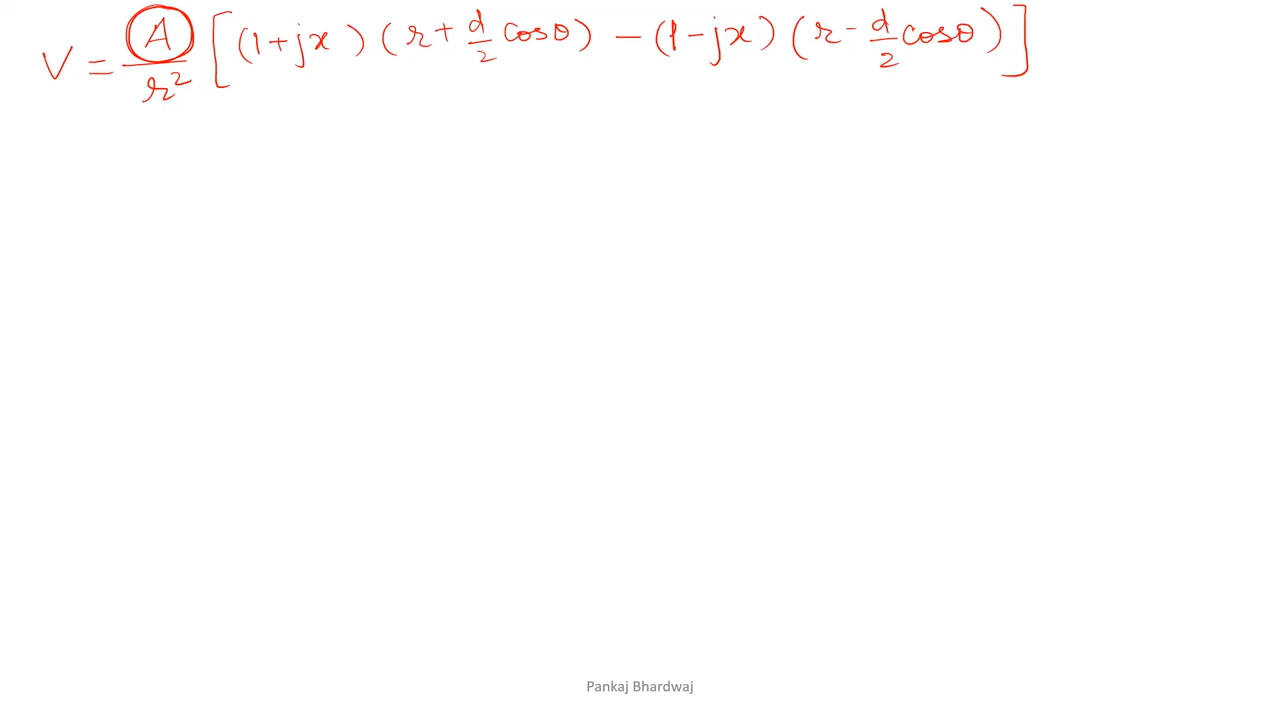 V = A/r² [ (1+jx) (r + d/2 cosθ) − (1−jx) (r − d/2 cosθ) ]
Pankaj Bhardwaj